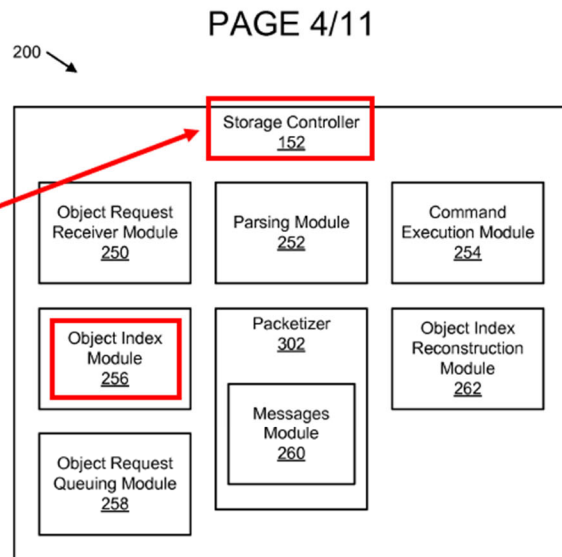 PAGE 4/11
200
Storage Controller
152
Object Request
Receiver Module
250
Parsing Module
252
Command
Execution Module
254
Object Index
Module
256
Packetizer
302
Messages
Module
260
Object Index
Reconstruction
Module
262
Object Request
Queuing Module
258